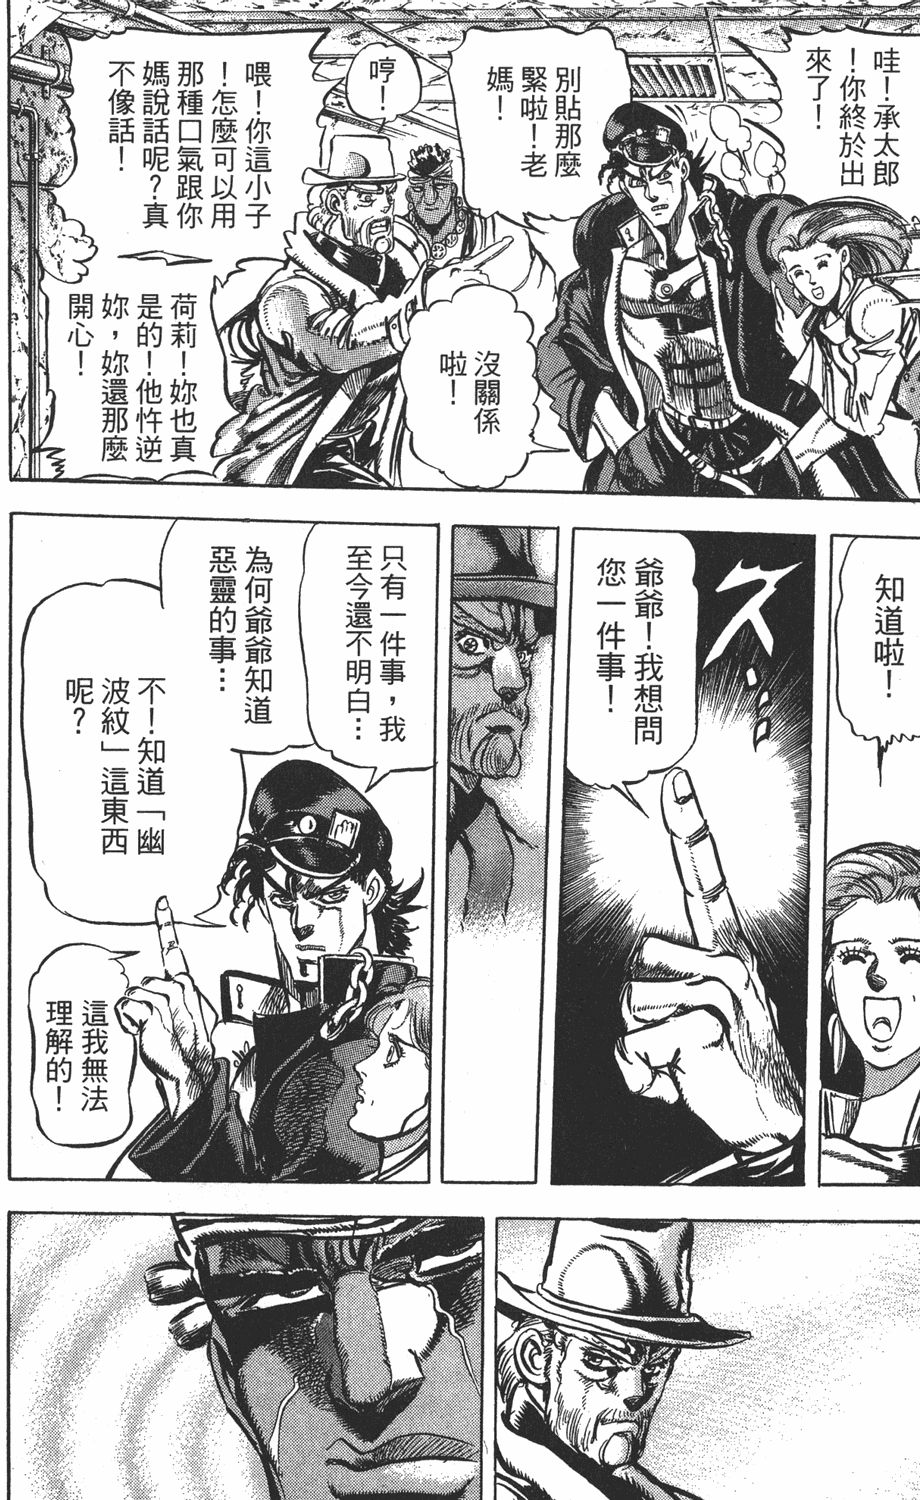 哇！承太郎
！你終於出
來了！
別貼那麼
緊啦！老
媽！
哼！
喂！你這小子
！怎麼可以用
那種口氣跟你
媽說話呢？真
不像話！
沒關係
啦！
荷莉！妳也真
是的！他忤逆
妳，妳還那麼
開心！
知道啦！
ズ
爺爺！我想問
您一件事！
只有一件事，我
至今還不明白…
為何爺爺知道
惡靈的事…
不！知道「幽
波紋」這東西
呢？
這我無法
理解的！